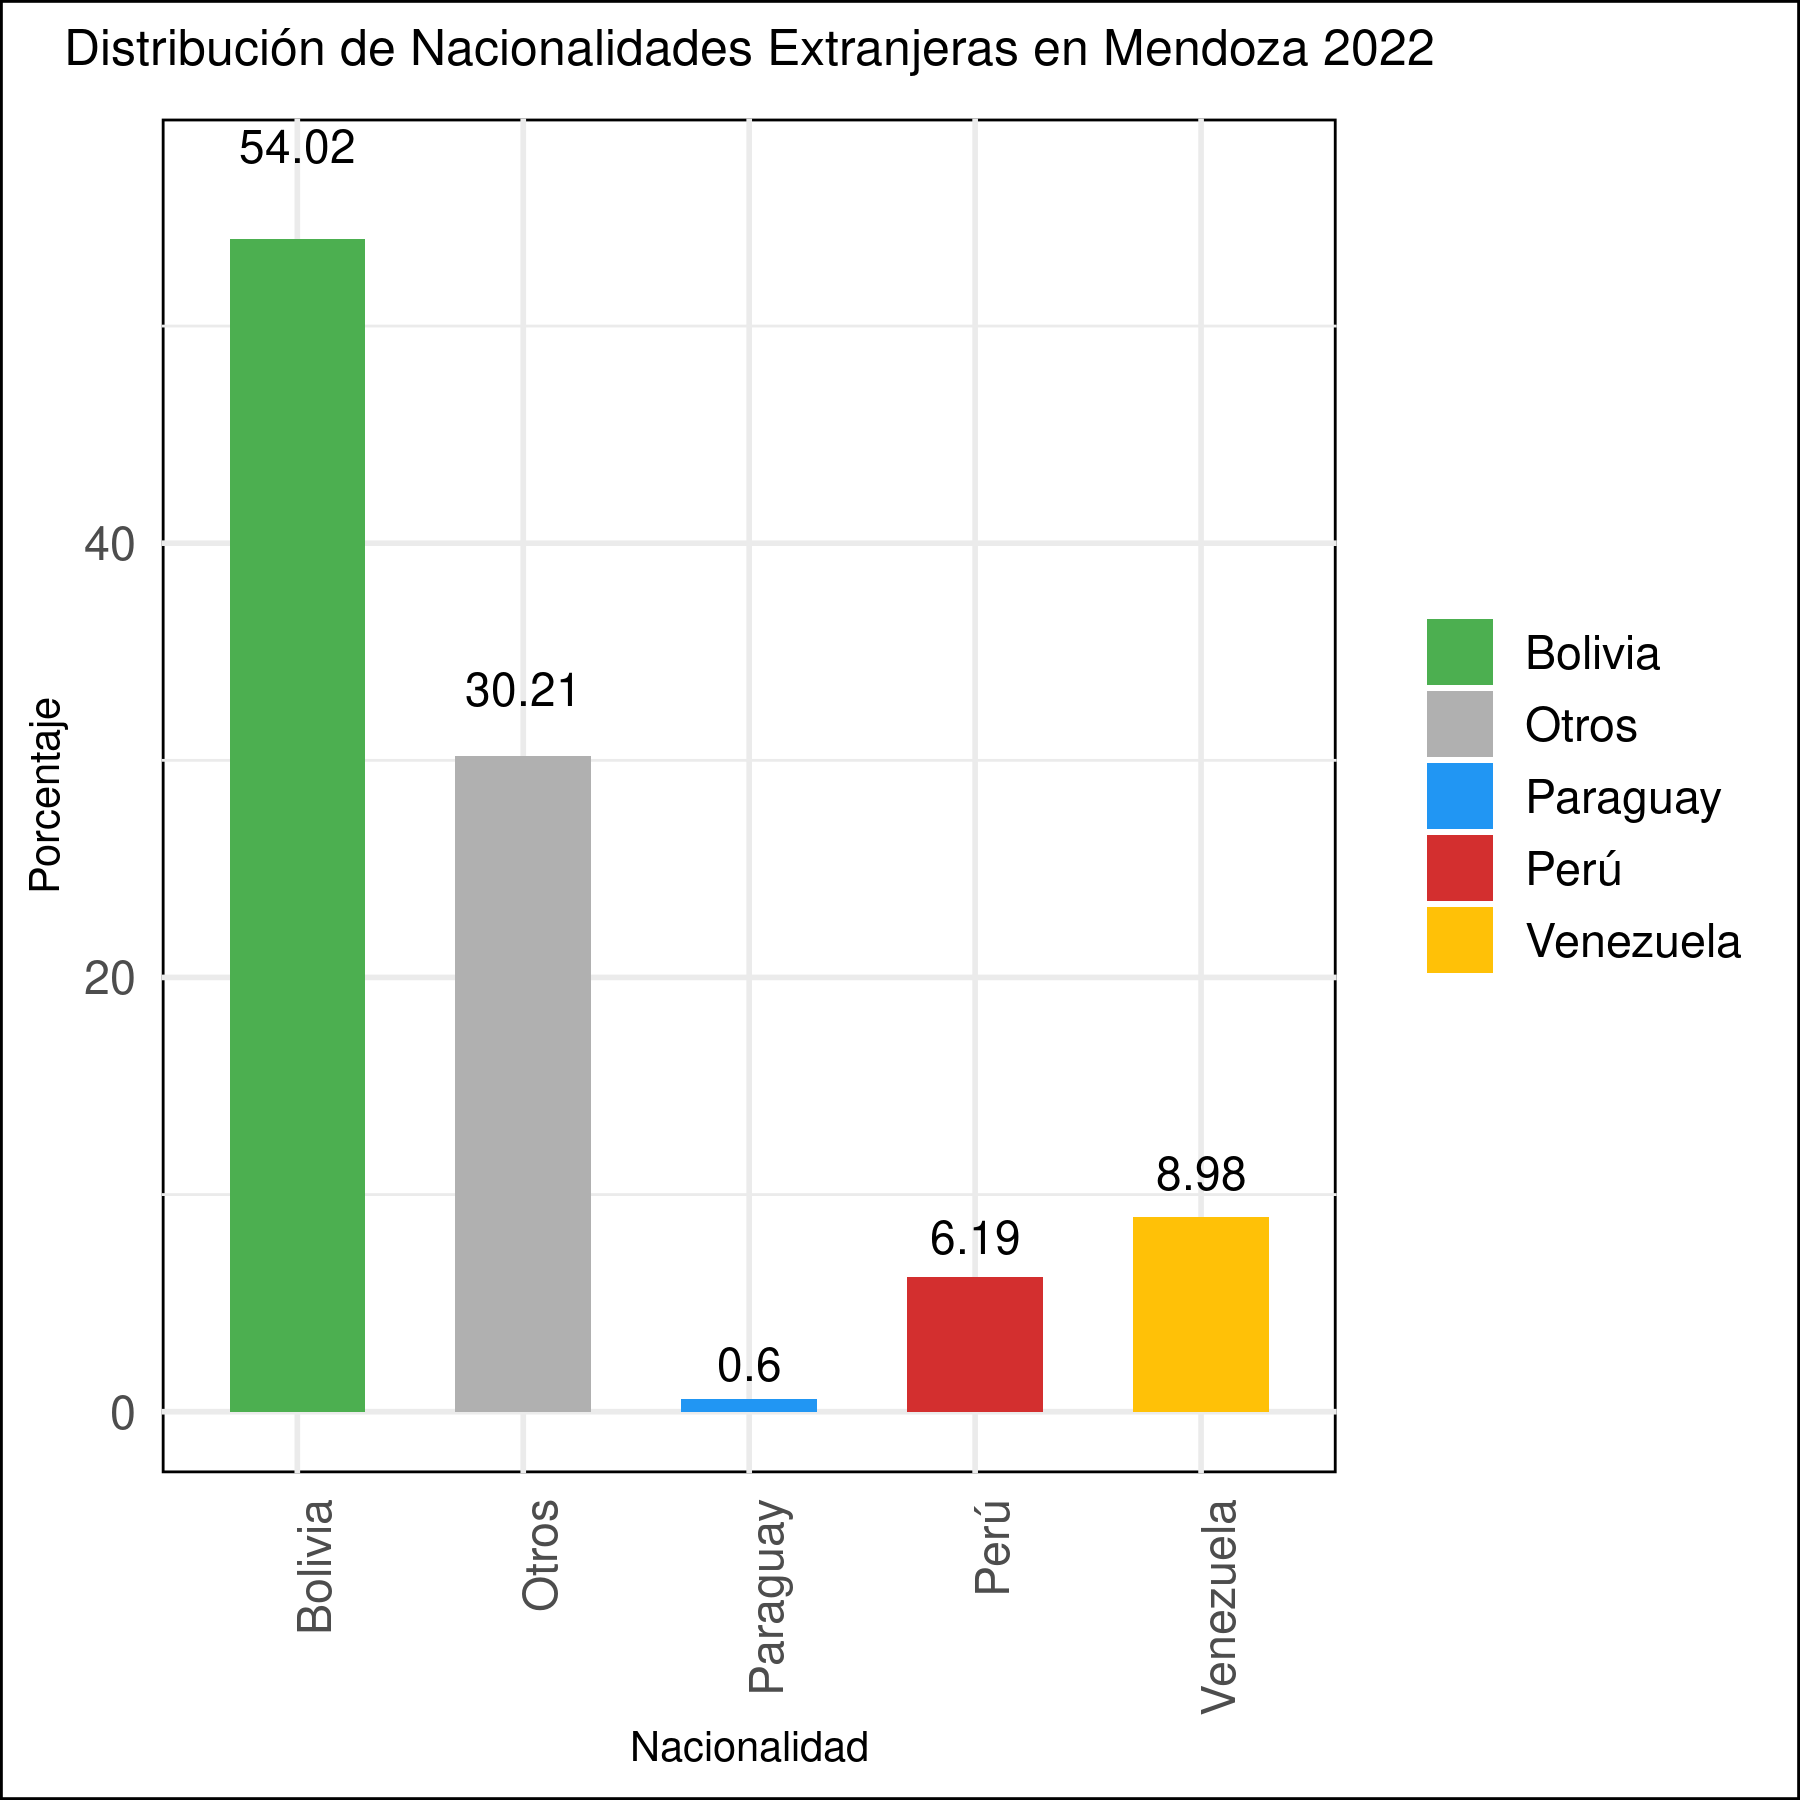 Distribución de Nacionalidades Extranjeras en Mendoza 2022
54.02
30.21
0.6
6.19
8.98
40
20
0
Porcentaje
Bolivia
Otros
Paraguay
Perú
Venezuela
Nacionalidad
Bolivia
Otros
Paraguay
Perú
Venezuela